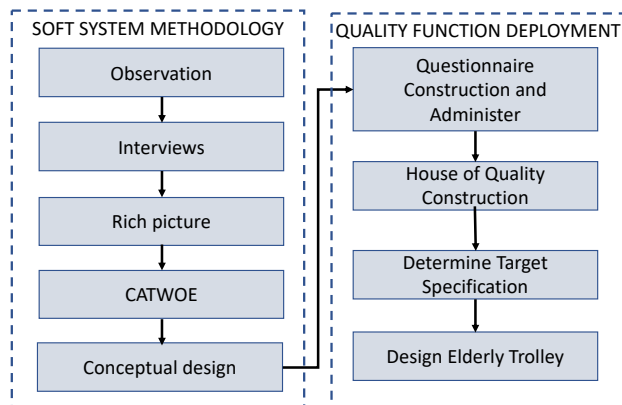 SOFT SYSTEM METHODOLOGY
Observation
Interviews
Rich picture
CATWOE
Conceptual design
QUALITY FUNCTION DEPLOYMENT
Questionnaire
Construction and
Administer
House of Quality
Construction
Determine Target
Specification
Design Elderly Trolley